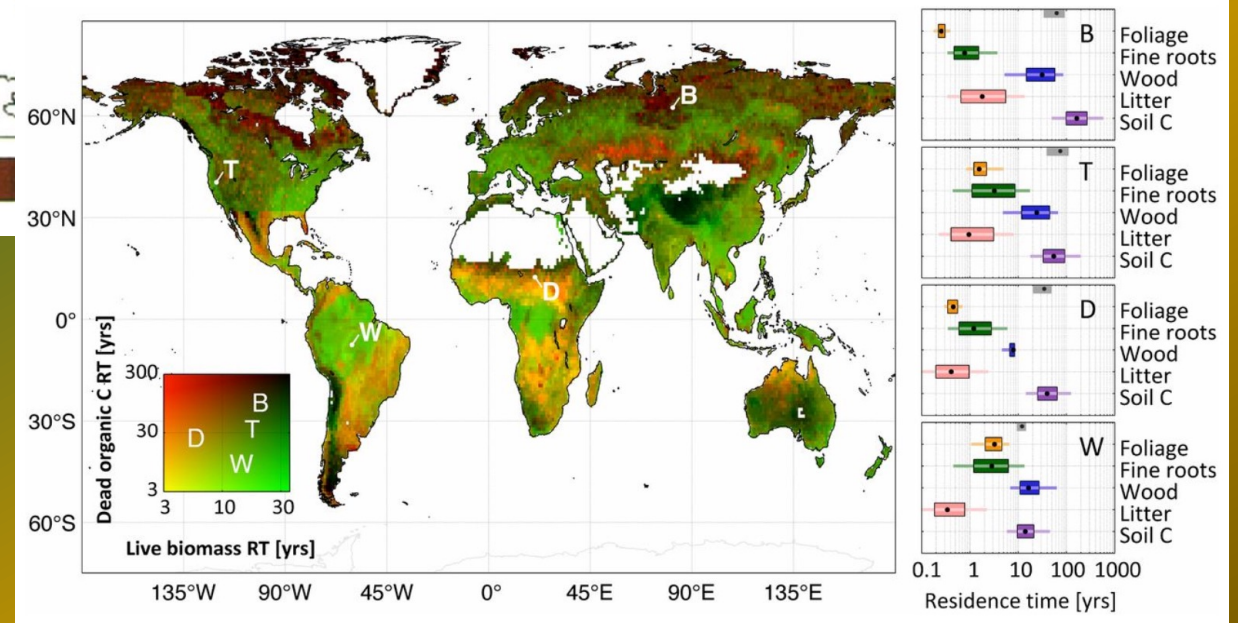 60°N
30°N
0°
30°S
60°S
135°W
90°W
45°W
0°
45°E
90°E
135°E
B
T
D
W
Dead organic C RT [yrs]
300
30
3
B
T
D
W
3
10
30
Live biomass RT [yrs]
B
Foliage
Fine roots
Wood
Litter
Soil C
T
Foliage
Fine roots
Wood
Litter
Soil C
D
Foliage
Fine roots
Wood
Litter
Soil C
W
Foliage
Fine roots
Wood
Litter
Soil C
0.1
1
10
100
1000
Residence time [yrs]